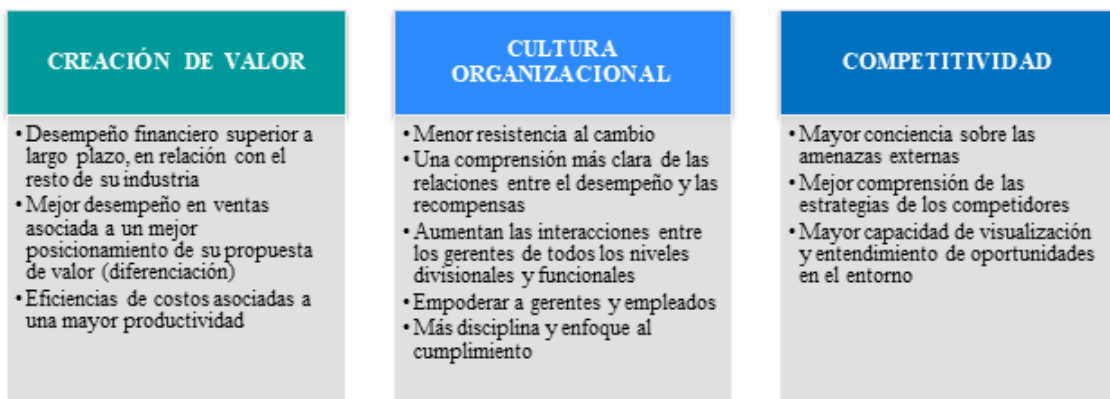 CREACIÓN DE VALOR
• Desempeño financiero superior a
largo plazo, en relación con el
resto de su industria
• Mejor desempeño en ventas
asociada a un mejor
posicionamiento de su propuesta
de valor (diferenciación)
• Eficiencias de costos asociadas a
una mayor productividad
CULTURA
ORGANIZACIONAL
• Menor resistencia al cambio
• Una comprensión más clara de las
relaciones entre el desempeño y las
recompensas
• Aumentan las interacciones entre
los gerentes de todos los niveles
divisionales y funcionales
• Empoderar a gerentes y empleados
• Más disciplina y enfoque al
cumplimiento
COMPETITIVIDAD
• Mayor conciencia sobre las
amenazas externas
• Mejor comprensión de las
estrategias de los competidores
• Mayor capacidad de visualización
y entendimiento de oportunidades
en el entorno